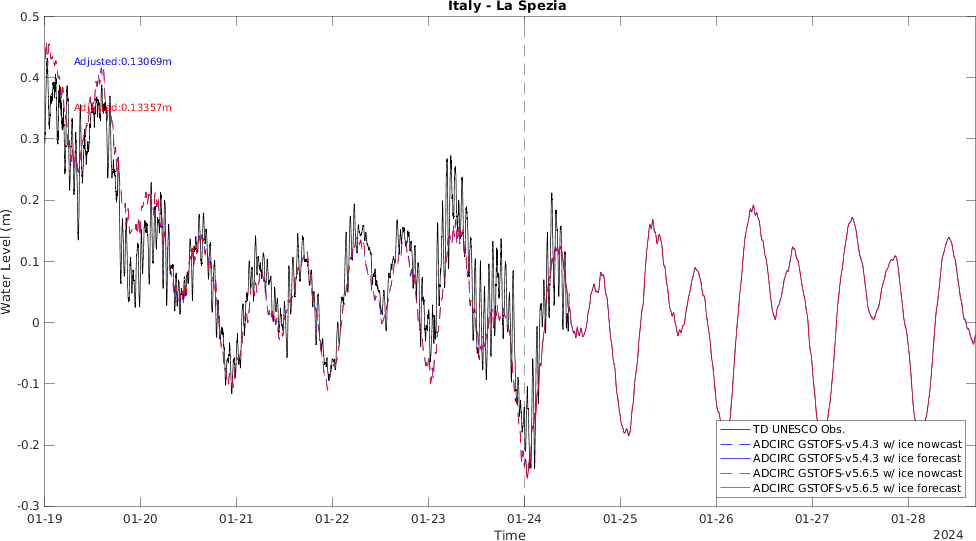 Italy - La Spezia
0.5
0.4
0.3
0.2
0.1
0
-0.1
-0.2
-0.3
Water Level (m)
Adjusted:0.13069m
Adjusted:0.13357m
TD UNESCO Obs.
ADCIRC GSTOFS-v5.4.3 w/ ice nowcast
ADCIRC GSTOFS-v5.4.3 w/ ice forecast
ADCIRC GSTOFS-v5.6.5 w/ ice nowcast
ADCIRC GSTOFS-v5.6.5 w/ ice forecast
01-19 01-20 01-21 01-22 01-23 01-24 01-25 01-26 01-27 01-28
Time
2024